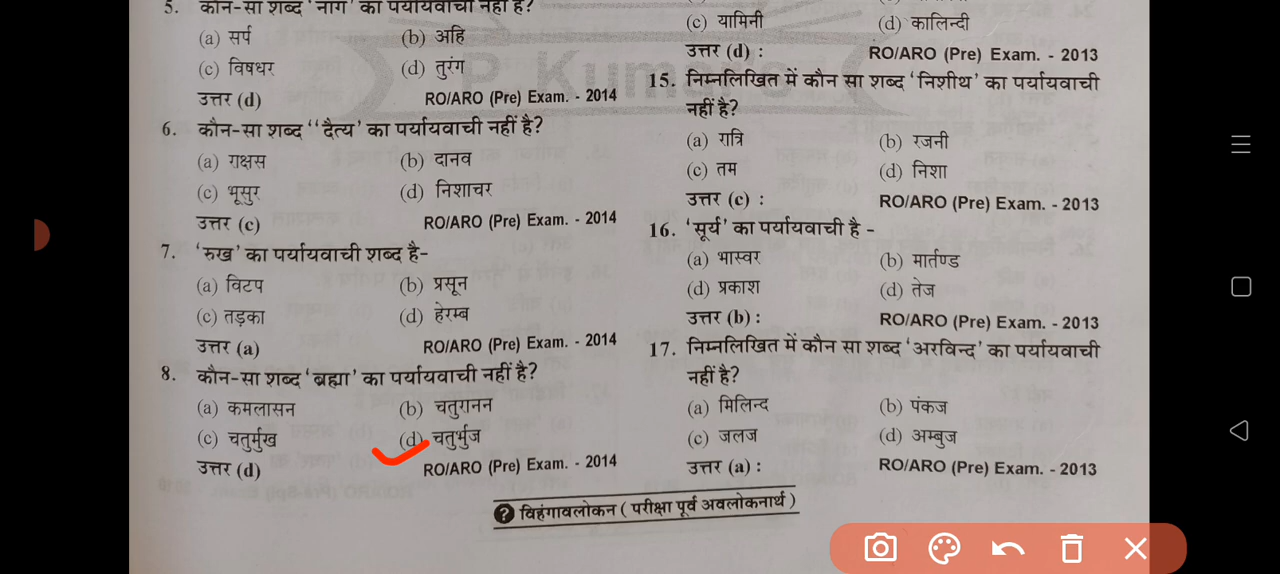 5. कौन-सा शब्द 'नाग' का पर्यायवाची नहीं है?
(a) सर्प (b) अहि
(c) विषधर (d) तुरंग
उत्तर (d) RO/ARO (Pre) Exam. - 2014
6. कौन-सा शब्द ''दैत्य' का पर्यायवाची नहीं है?
(a) राक्षस (b) दानव
(c) भूसुर (d) निशाचर
उत्तर (c) RO/ARO (Pre) Exam. - 2014
7. 'रुख' का पर्यायवाची शब्द है-
(a) विटप (b) प्रसून
(c) तड़का (d) हेरम्ब
उत्तर (a) RO/ARO (Pre) Exam. - 2014
8. कौन-सा शब्द 'ब्रह्मा' का पर्यायवाची नहीं है?
(a) कमलासन (b) चतुरानन
(c) चतुर्मुख (d) चतुर्भुज
उत्तर (d) RO/ARO (Pre) Exam. - 2014
(c) यामिनी (d) कालिन्दी
उत्तर (d) : RO/ARO (Pre) Exam. - 2013
15. निम्नलिखित में कौन सा शब्द 'निशीथ' का पर्यायवाची
नहीं है?
(a) रात्रि (b) रजनी
(c) तम (d) निशा
उत्तर (c) : RO/ARO (Pre) Exam. - 2013
16. 'सूर्य' का पर्यायवाची है -
(a) भास्वर (b) मार्तण्ड
(d) प्रकाश (d) तेज
उत्तर (b) : RO/ARO (Pre) Exam. - 2013
17. निम्नलिखित में कौन सा शब्द 'अरविन्द' का पर्यायवाची
नहीं है?
(a) मिलिन्द (b) पंकज
(c) जलज (d) अम्बुज
उत्तर (a) : RO/ARO (Pre) Exam. - 2013
? विहंगावलोकन ( परीक्षा पूर्व अवलोकनार्थ )
P. Kumar's